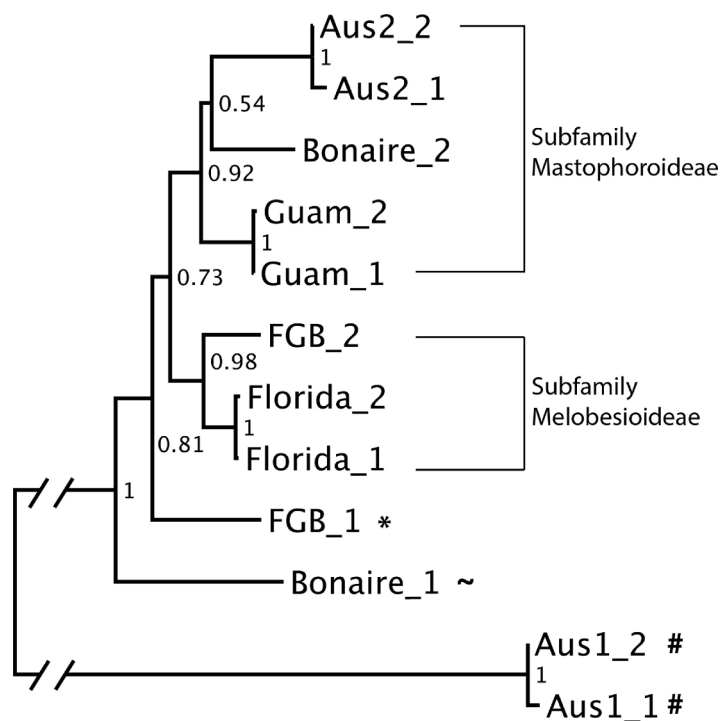 Aus2_2
1
Aus2_1
0.54
Bonaire_2
Subfamily
Mastophoroideae
0.92
Guam_2
1
Guam_1
0.73
FGB_2
0.98
Subfamily
Melobesioideae
Florida_2
1
Florida_1
0.81
1
FGB_1 *
Bonaire_1 ~
Aus1_2 #
1
Aus1_1 #